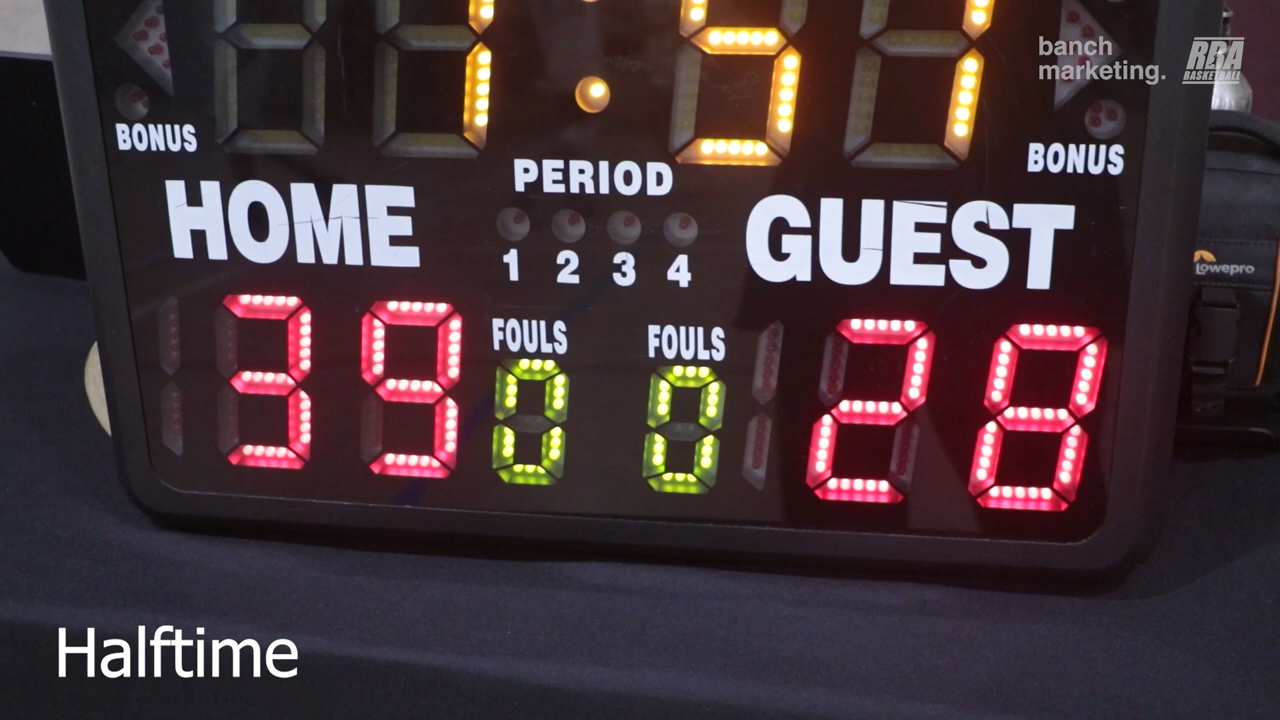 banch
marketing.
RBA
BASKETBALL
BONUS
BONUS
PERIOD
HOME
GUEST
1 2 3 4
FOULS
FOULS
39
0
0
28
Lowepro
Halftime